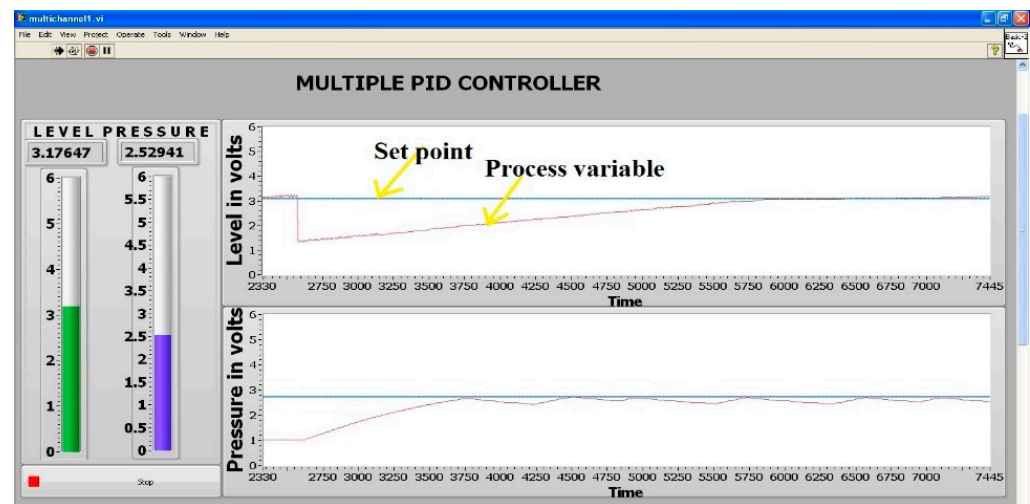 multichannel1.vi
File Edit View Project Operate Tools Window Help
Basic-2
MULTIPLE PID CONTROLLER
LEVEL PRESSURE
3.17647 2.52941
6
5
4
3
2
1
0
6
5.5
5
4.5
4
3.5
3
2.5
2
1.5
1
0.5
0
Stop
Level in volts
6
5
4
3
2
1
0
Set point
Process variable
2330 2750 3000 3250 3500 3750 4000 4250 4500 4750 5000 5250 5500 5750 6000 6250 6500 6750 7000 7445
Time
Pressure in volts
6
5
4
3
2
1
0
2330 2750 3000 3250 3500 3750 4000 4250 4500 4750 5000 5250 5500 5750 6000 6250 6500 6750 7000 7445
Time